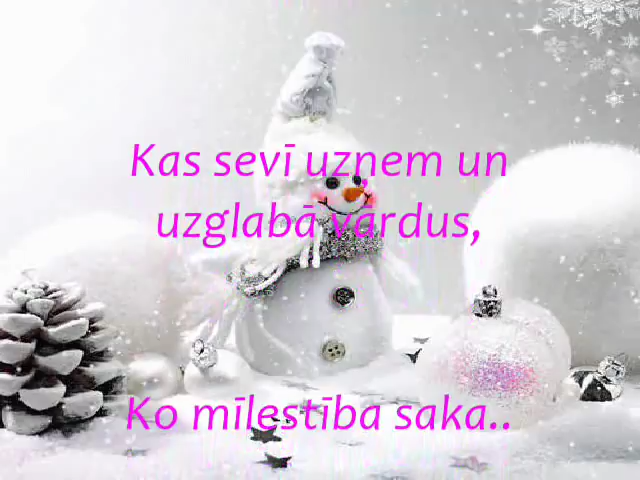 Kas sevī uzņem un
uzglabā vārdus,
Ko mīlestība saka..